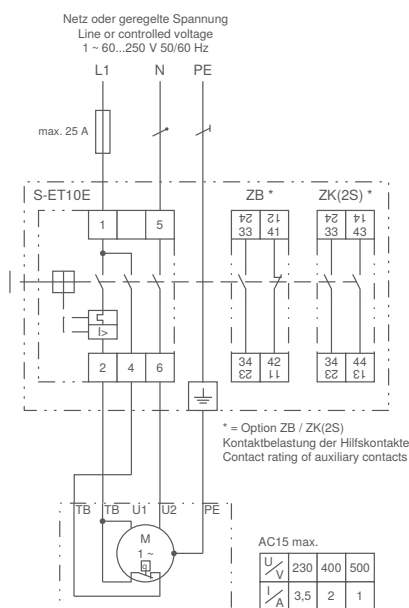 Netz oder geregelte Spannung
Line or controlled voltage
1 ~ 60...250 V 50/60 Hz
L1 N PE
max. 25 A
S-ET10E ZB * ZK(2S) *
24 12 24 14
1 5 33 41 33 43
I>
2 4 6 34 42 34 44
23 11 23 13
* = Option ZB / ZK(2S)
Kontaktbelastung der Hilfskontakte
Contact rating of auxiliary contacts
TB TB U1 U2 PE
M
1 ~
AC15 max.
U/V 230 400 500
I/A 3,5 2 1